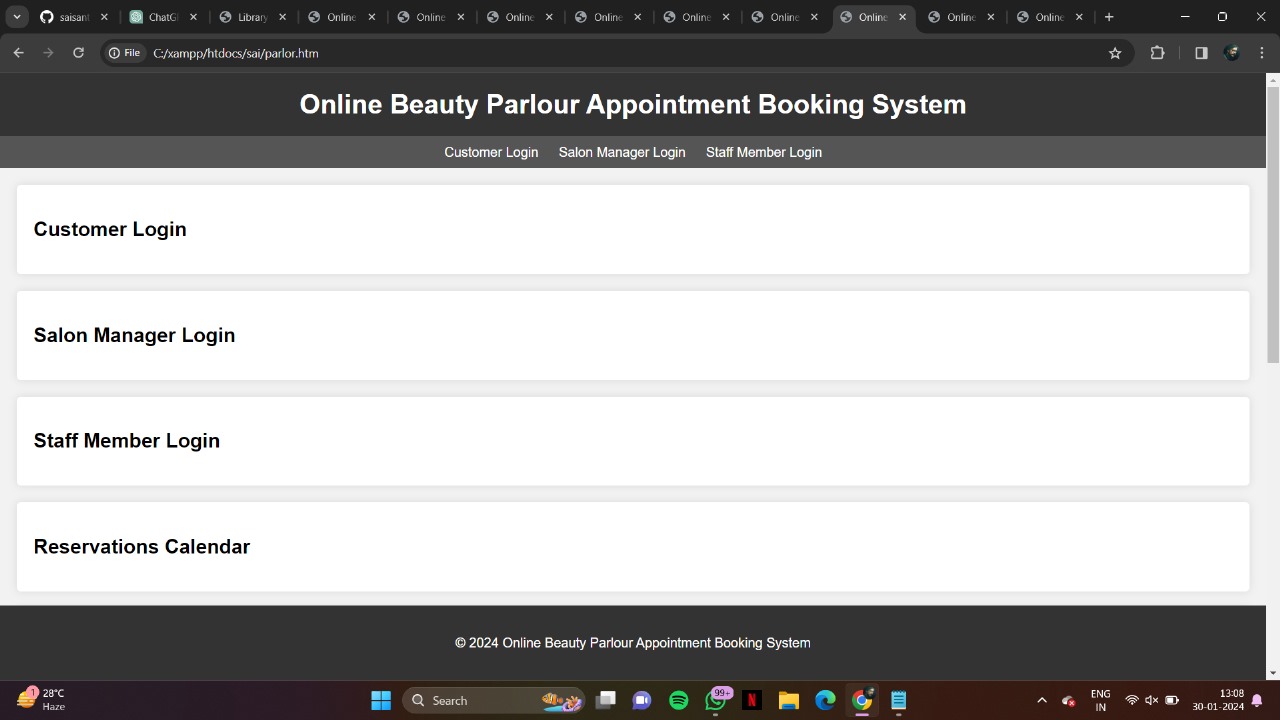 saisant
ChatG
Library
Online
Online
Online
Online
Online
Online
Online
Online
Online
File
C:/xampp/htdocs/sai/parlor.htm
Online Beauty Parlour Appointment Booking System
Customer Login Salon Manager Login Staff Member Login
Customer Login
Salon Manager Login
Staff Member Login
Reservations Calendar
© 2024 Online Beauty Parlour Appointment Booking System
1
28°C
Haze
Search
99+
N
ENG
IN
13:08
30-01-2024